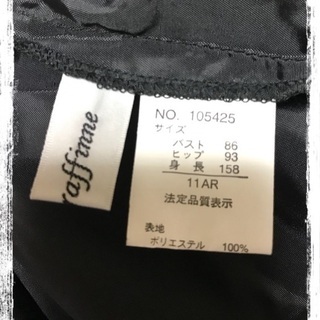 raffinne
NO. 105425
サイズ
バスト 86
ヒップ 93
身長 158
11AR
法定品質表示
表地
ポリエステル 100%